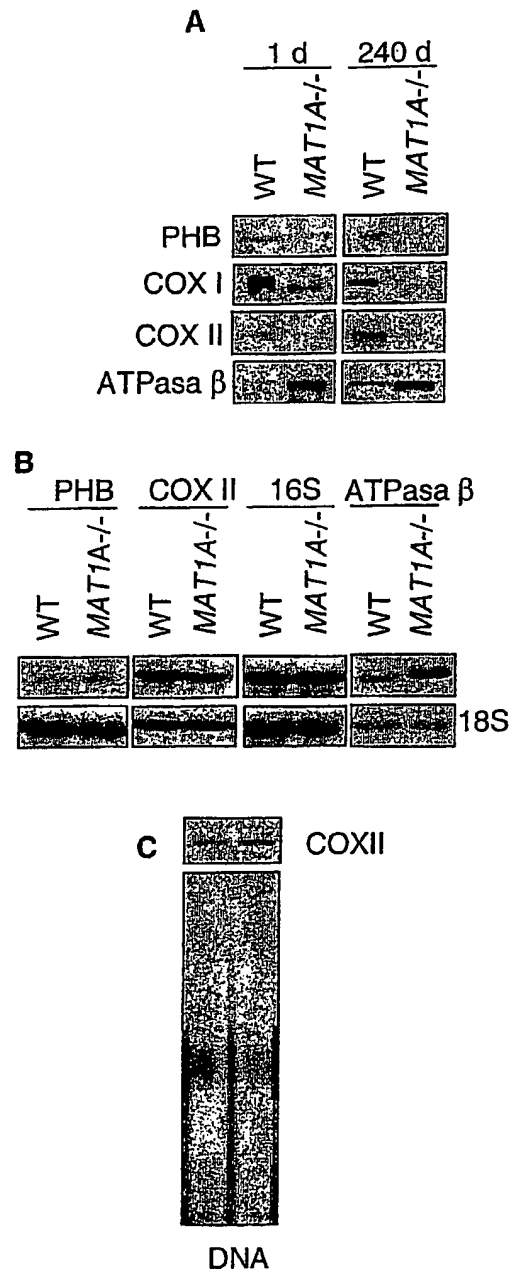 A
1 d 240 d
WT MAT1A-/- WT MAT1A-/-
PHB
COX I
COX II
ATPasa β
B
PHB COX II 16S ATPasa β
WT MAT1A-/- WT MAT1A-/- WT MAT1A-/- WT MAT1A-/-
18S
C COXII
DNA